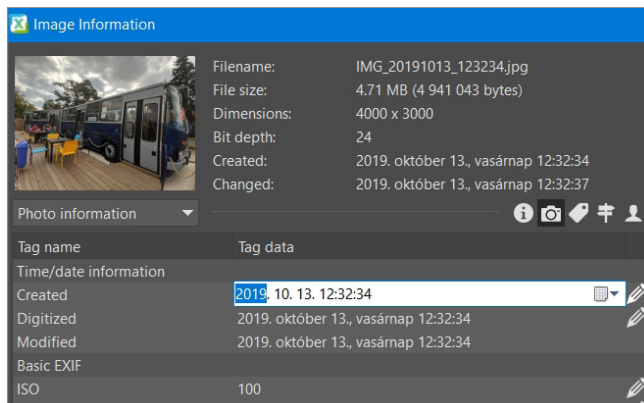 Image Information
Filename: IMG_20191013_123234.jpg
File size: 4.71 MB (4 941 043 bytes)
Dimensions: 4000 x 3000
Bit depth: 24
Created: 2019. október 13., vasárnap 12:32:34
Changed: 2019. október 13., vasárnap 12:32:37
Photo information
Tag name Tag data
Time/date information
Created 2019. 10. 13. 12:32:34
Digitized 2019. október 13., vasárnap 12:32:34
Modified 2019. október 13., vasárnap 12:32:34
Basic EXIF
ISO 100